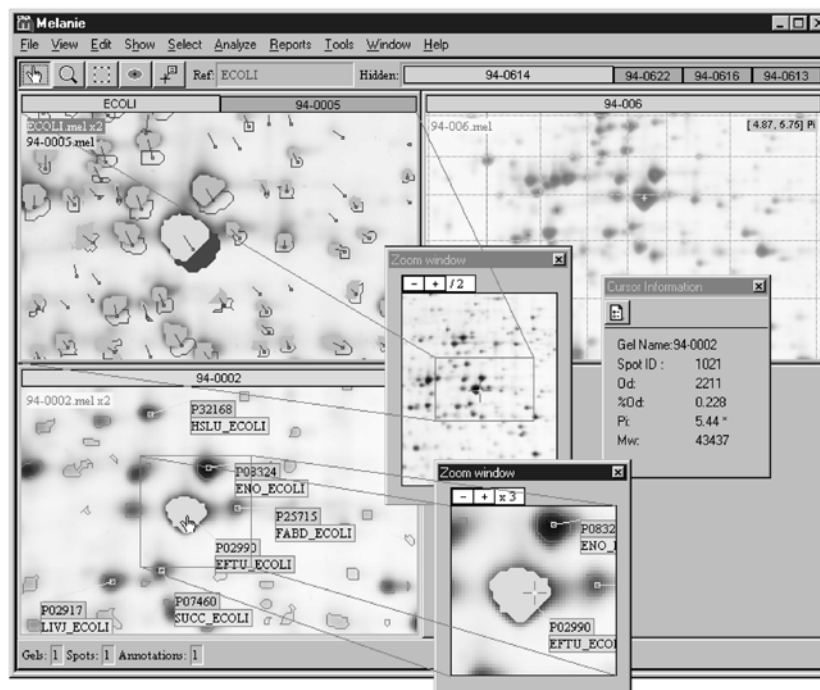 Melanie
File View Edit Show Select Analyze Reports Tools Window Help
Ref: ECOLI Hidden: 94-0614 94-0622 94-0616 94-0613
ECOLI 94-0005 94-006
ECOLI.mel x2
94-0005.mel
94-006.mel [ 4.87, 6.75] Pi
Zoom window
- + / 2
Cursor Information
Gel Name: 94-0002
Spot ID : 1021
Od: 2211
%Od: 0.228
Pi: 5.44 *
Mw: 43437
94-0002
94-0002.mel x2
P32168
HSLU_ECOLI
P08324
ENO_ECOLI
P25715
FABD_ECOLI
P02990
EFTU_ECOLI
P07460
SUCC_ECOLI
P02917
LIVJ_ECOLI
Zoom window
- + x 3
P0832
ENO_
P02990
EFTU_ECO
Gels: 1 Spots: 1 Annotations: 1